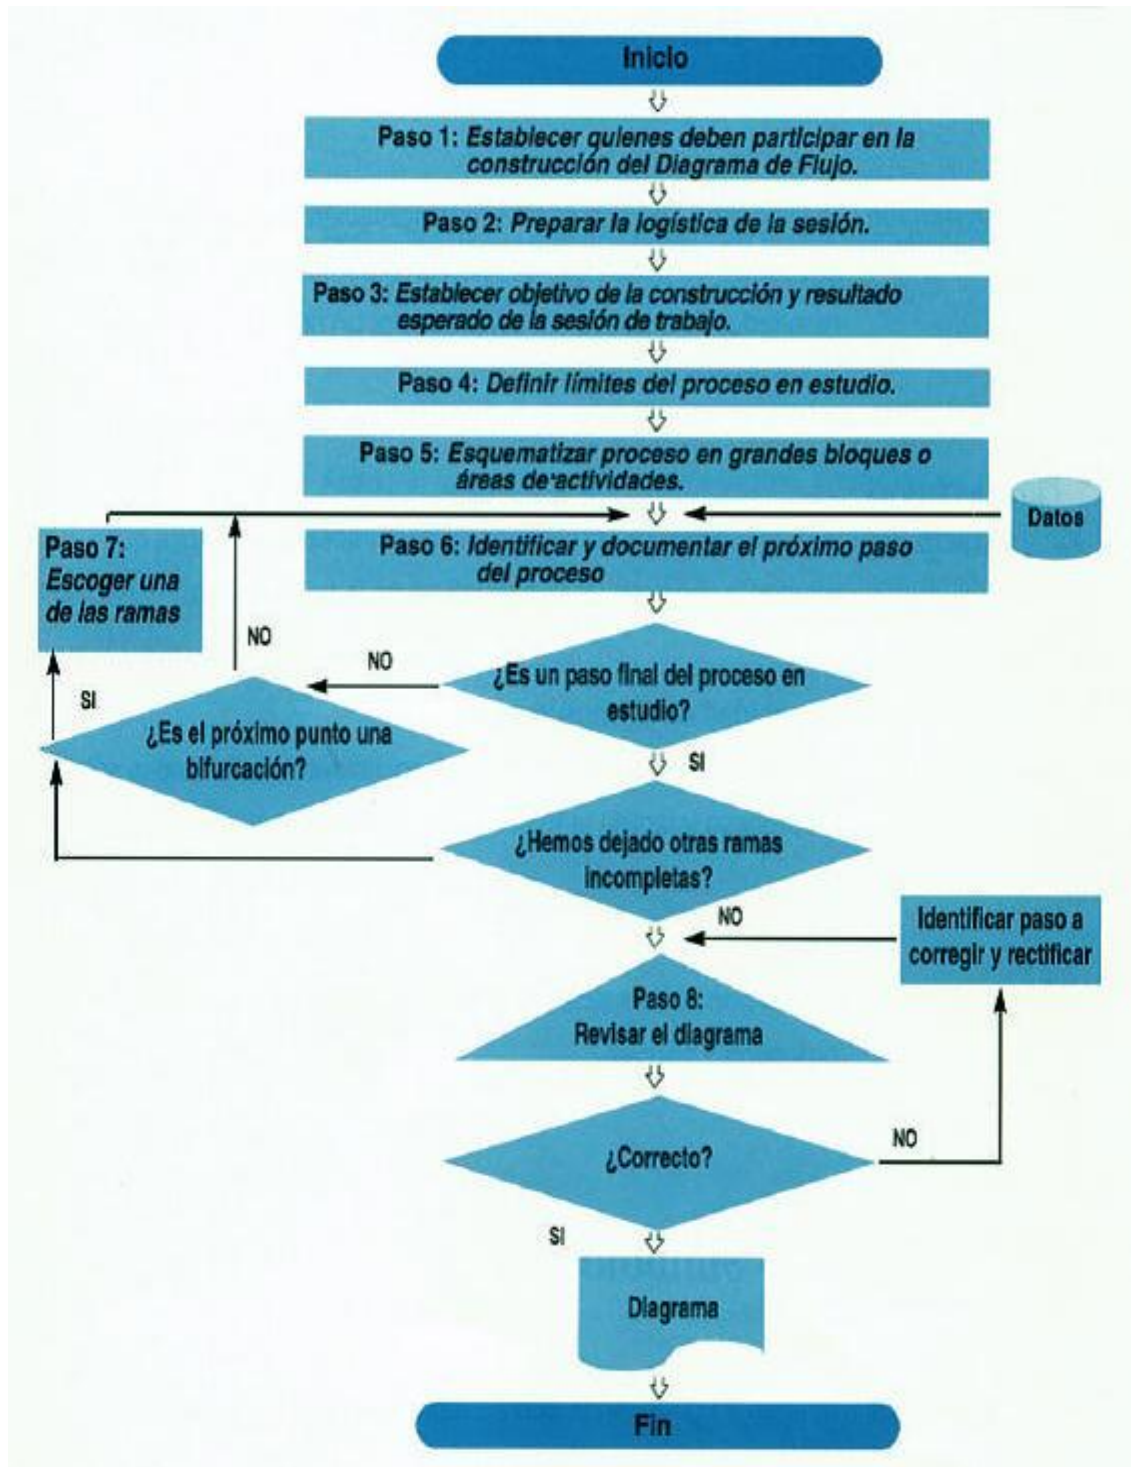 Inicio
Paso 1: Establecer quienes deben participar en la
construcción del Diagrama de Flujo.
Paso 2: Preparar la logística de la sesión.
Paso 3: Establecer objetivo de la construcción y resultado
esperado de la sesión de trabajo.
Paso 4: Definir límites del proceso en estudio.
Paso 5: Esquematizar proceso en grandes bloques o
áreas de actividades.
Datos
Paso 6: Identificar y documentar el próximo paso
del proceso
Paso 7:
Escoger una
de las ramas
NO
NO
¿Es un paso final del proceso en
estudio?
SI
¿Es el próximo punto una
bifurcación?
SI
¿Hemos dejado otras ramas
incompletas?
NO
Identificar paso a
corregir y rectificar
Paso 8:
Revisar el diagrama
¿Correcto?
NO
SI
Diagrama
Fin